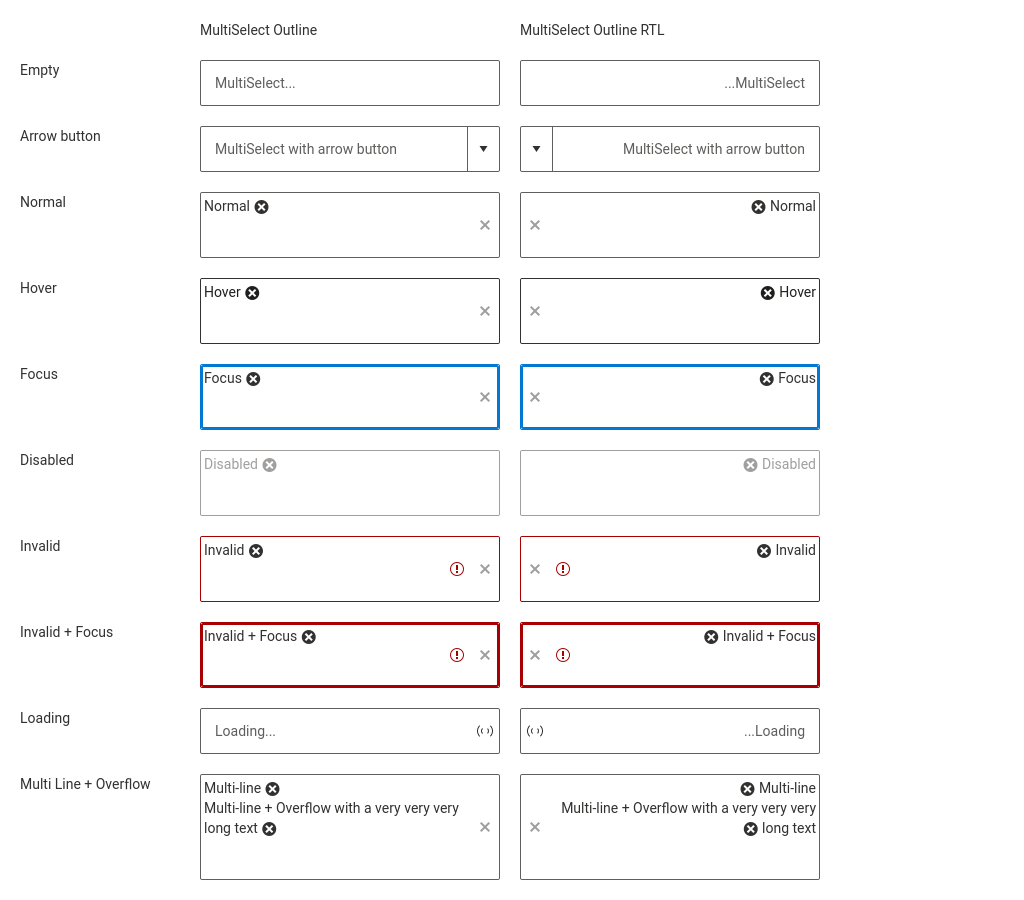 MultiSelect Outline MultiSelect Outline RTL
Empty MultiSelect... ...MultiSelect
Arrow button MultiSelect with arrow button MultiSelect with arrow button
Normal Normal Normal
Hover Hover Hover
Focus Focus Focus
Disabled Disabled Disabled
Invalid Invalid Invalid
Invalid + Focus Invalid + Focus Invalid + Focus
Loading Loading... ...Loading
Multi Line + Overflow Multi-line Multi-line
Multi-line + Overflow with a very very very Multi-line + Overflow with a very very very
long text long text